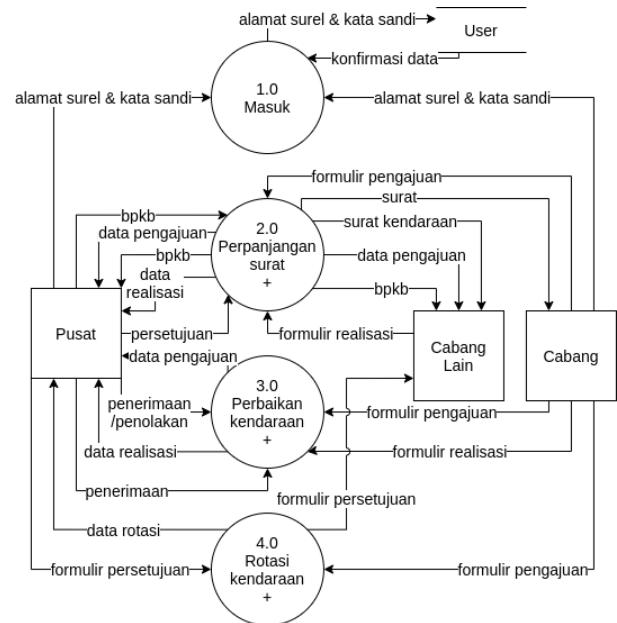 alamat surel & kata sandi
User
konfirmasi data
1.0
Masuk
alamat surel & kata sandi
alamat surel & kata sandi
formulir pengajuan
surat
bpkb
2.0
Perpanjangan
surat
+
surat kendaraan
data pengajuan
data pengajuan
bpkb
data
realisasi
bpkb
Pusat
persetujuan
formulir realisasi
Cabang
Lain
Cabang
data pengajuan
3.0
Perbaikan
kendaraan
+
penerimaan
/penolakan
formulir pengajuan
data realisasi
formulir realisasi
penerimaan
formulir persetujuan
data rotasi
4.0
Rotasi
kendaraan
+
formulir persetujuan
formulir pengajuan